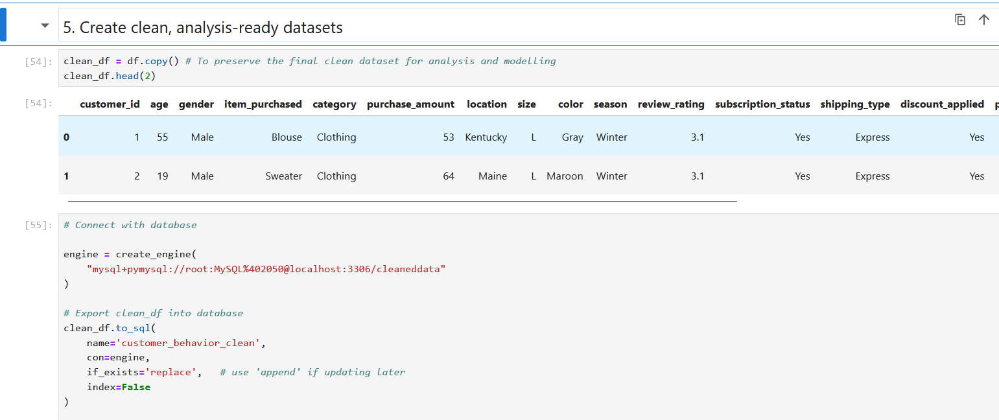 5. Create clean, analysis-ready datasets
[54]: clean_df = df.copy() # To preserve the final clean dataset for analysis and modelling
clean_df.head(2)
[54]: customer_id age gender item_purchased category purchase_amount location size color season review_rating subscription_status shipping_type discount_applied p
0 1 55 Male Blouse Clothing 53 Kentucky L Gray Winter 3.1 Yes Express Yes
1 2 19 Male Sweater Clothing 64 Maine L Maroon Winter 3.1 Yes Express Yes
[55]: # Connect with database
engine = create_engine(
"mysql+pymysql://root:MySQL%402050@localhost:3306/cleaneddata"
)
# Export clean_df into database
clean_df.to_sql(
name='customer_behavior_clean',
con=engine,
if_exists='replace', # use 'append' if updating later
index=False
)